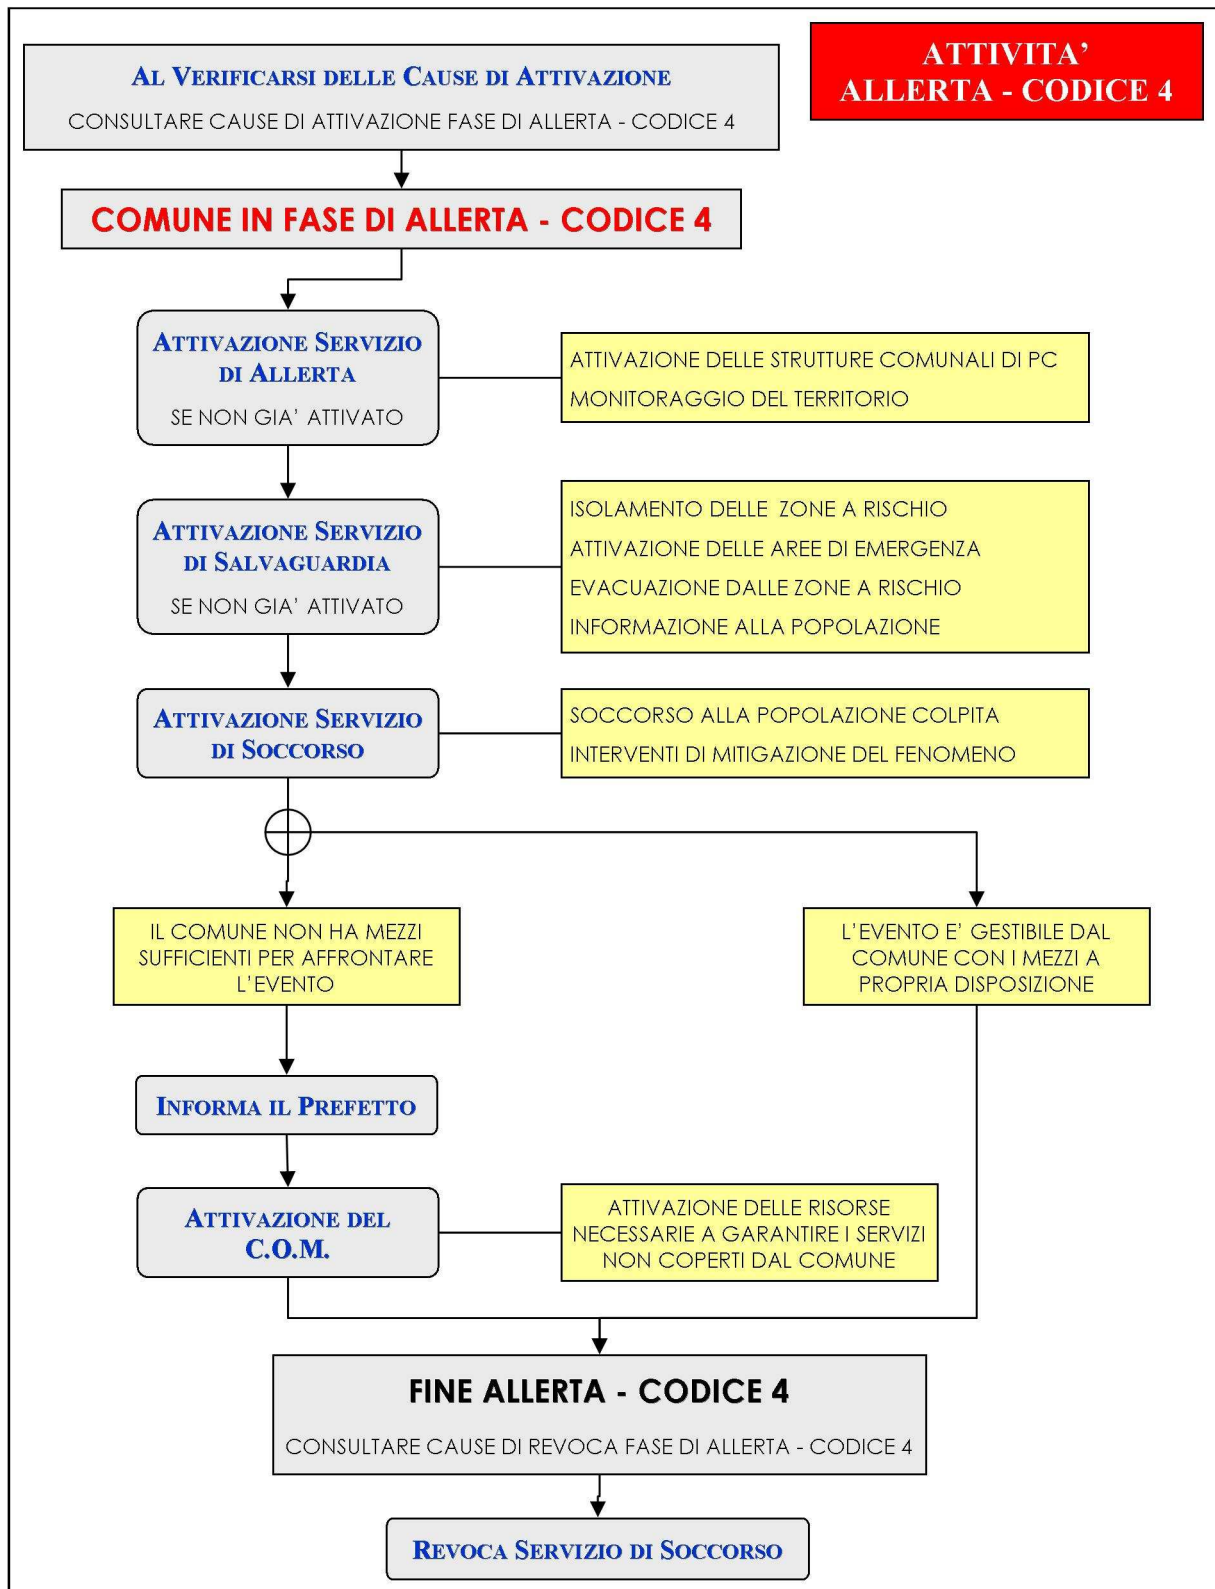 ATTIVITA’
ALLERTA - CODICE 4
AL VERIFICARSI DELLE CAUSE DI ATTIVAZIONE
CONSULTARE CAUSE DI ATTIVAZIONE FASE DI ALLERTA - CODICE 4
COMUNE IN FASE DI ALLERTA - CODICE 4
ATTIVAZIONE SERVIZIO
DI ALLERTA
SE NON GIA’ ATTIVATO
ATTIVAZIONE DELLE STRUTTURE COMUNALI DI PC
MONITORAGGIO DEL TERRITORIO
ATTIVAZIONE SERVIZIO
DI SALVAGUARDIA
SE NON GIA’ ATTIVATO
ISOLAMENTO DELLE ZONE A RISCHIO
ATTIVAZIONE DELLE AREE DI EMERGENZA
EVACUAZIONE DALLE ZONE A RISCHIO
INFORMAZIONE ALLA POPOLAZIONE
ATTIVAZIONE SERVIZIO
DI SOCCORSO
SOCCORSO ALLA POPOLAZIONE COLPITA
INTERVENTI DI MITIGAZIONE DEL FENOMENO
IL COMUNE NON HA MEZZI
SUFFICIENTI PER AFFRONTARE
L’EVENTO
L’EVENTO E’ GESTIBILE DAL
COMUNE CON I MEZZI A
PROPRIA DISPOSIZIONE
INFORMA IL PREFETTO
ATTIVAZIONE DEL
C.O.M.
ATTIVAZIONE DELLE RISORSE
NECESSARIE A GARANTIRE I SERVIZI
NON COPERTI DAL COMUNE
FINE ALLERTA - CODICE 4
CONSULTARE CAUSE DI REVOCA FASE DI ALLERTA - CODICE 4
REVOCA SERVIZIO DI SOCCORSO